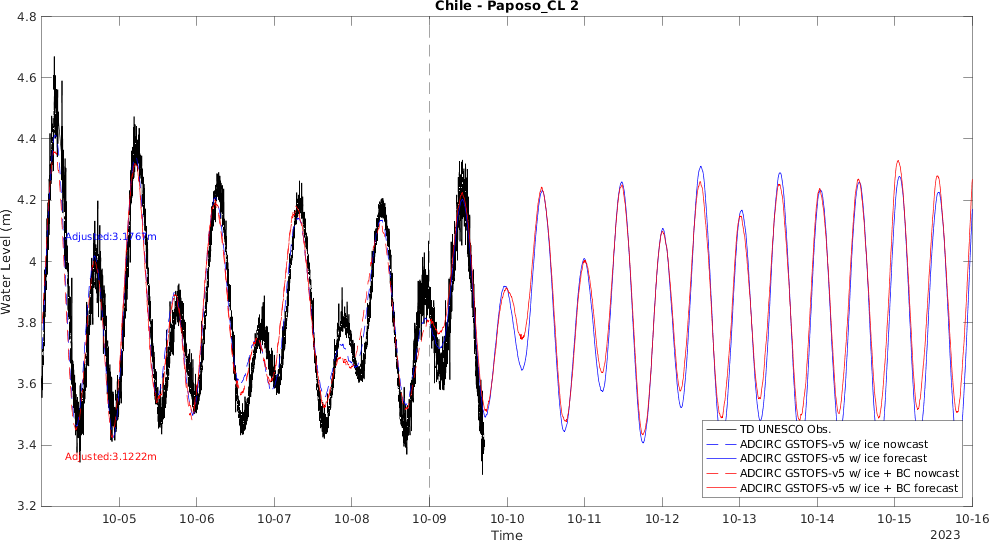 Chile - Paposo_CL 2
4.8
4.6
4.4
4.2
4
3.8
3.6
3.4
3.2
Water Level (m)
Adjusted:3.1767m
Adjusted:3.1222m
TD UNESCO Obs.
ADCIRC GSTOFS-v5 w/ ice nowcast
ADCIRC GSTOFS-v5 w/ ice forecast
ADCIRC GSTOFS-v5 w/ ice + BC nowcast
ADCIRC GSTOFS-v5 w/ ice + BC forecast
10-05 10-06 10-07 10-08 10-09 10-10 10-11 10-12 10-13 10-14 10-15 10-16
Time
2023